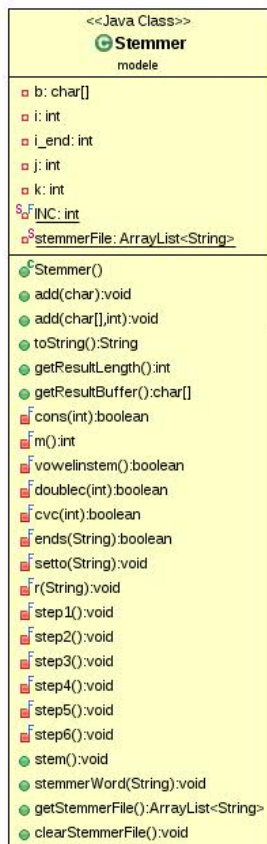 <<Java Class>>
C Stemmer
modele
b: char[]
i: int
i_end: int
j: int
k: int
S F INC: int
S stemmerFile: ArrayList<String>
C Stemmer()
add(char):void
add(char[],int):void
toString():String
getResultLength():int
getResultBuffer():char[]
F cons(int):boolean
F m():int
F vowelinstem():boolean
F doublec(int):boolean
F cvc(int):boolean
F ends(String):boolean
F setto(String):void
F r(String):void
F step1():void
F step2():void
F step3():void
F step4():void
F step5():void
F step6():void
stem():void
stemmerWord(String):void
getStemmerFile():ArrayList<String>
clearStemmerFile():void